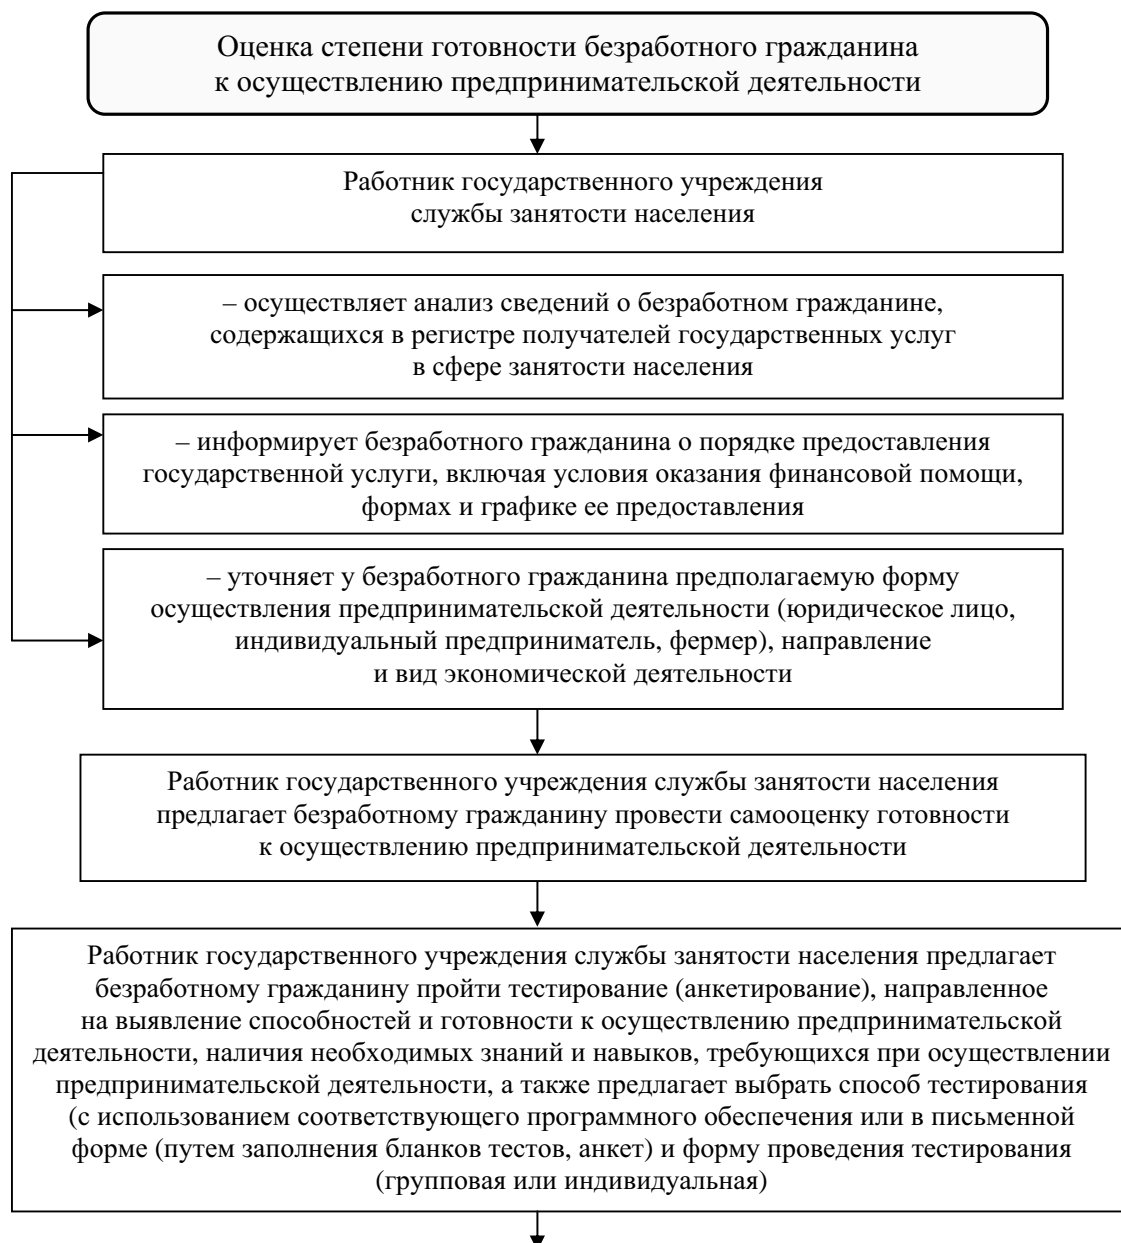 Оценка степени готовности безработного гражданина
к осуществлению предпринимательской деятельности
Работник государственного учреждения
службы занятости населения
– осуществляет анализ сведений о безработном гражданине,
содержащихся в регистре получателей государственных услуг
в сфере занятости населения
– информирует безработного гражданина о порядке предоставления
государственной услуги, включая условия оказания финансовой помощи,
формах и графике ее предоставления
– уточняет у безработного гражданина предполагаемую форму
осуществления предпринимательской деятельности (юридическое лицо,
индивидуальный предприниматель, фермер), направление
и вид экономической деятельности
Работник государственного учреждения службы занятости населения
предлагает безработному гражданину провести самооценку готовности
к осуществлению предпринимательской деятельности
Работник государственного учреждения службы занятости населения предлагает
безработному гражданину пройти тестирование (анкетирование), направленное
на выявление способностей и готовности к осуществлению предпринимательской
деятельности, наличия необходимых знаний и навыков, требующихся при осуществлении
предпринимательской деятельности, а также предлагает выбрать способ тестирования
(с использованием соответствующего программного обеспечения или в письменной
форме (путем заполнения бланков тестов, анкет) и форму проведения тестирования
(групповая или индивидуальная)